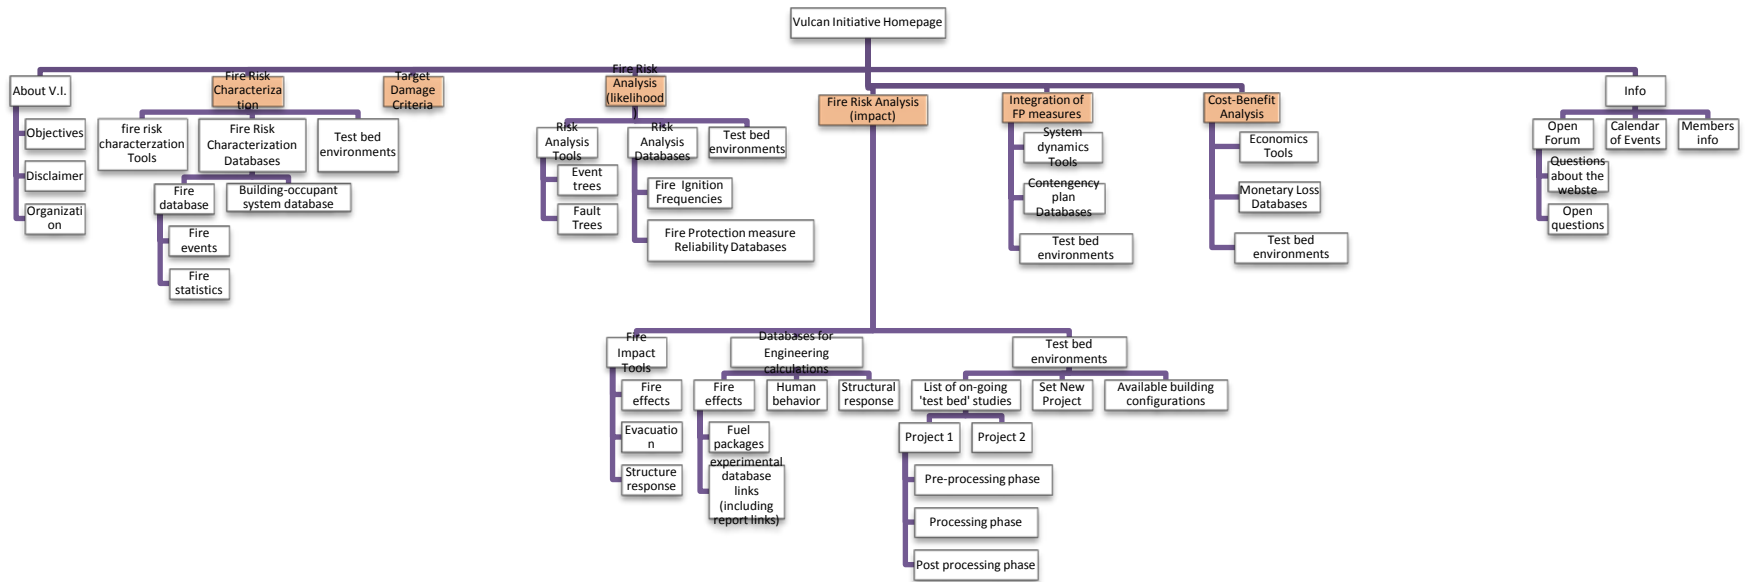 Vulcan Initiative Homepage
About V.I.
Objectives
Disclaimer
Organizati
on
Fire Risk
Characteriza
tion
fire risk
characterzation
Tools
Fire Risk
Characterization
Databases
Fire
database
Fire
events
Fire
statistics
Building-occupant
system database
Test bed
environments
Target
Damage
Criteria
Fire Risk
Analysis
(likelihood
)
Risk
Analysis
Tools
Event
trees
Fault
Trees
Risk
Analysis
Databases
Fire Ignition
Frequencies
Fire Protection measure
Reliability Databases
Test bed
environments
Fire Risk Analysis
(impact)
Fire
Impact
Tools
Fire
effects
Evacuatio
n
Structure
response
Databases for
Engineering
calculations
Fire
effects
Fuel
packages
experimental
database
links
(including
report links)
Human
behavior
Structural
response
Test bed
environments
List of on-going
'test bed' studies
Project 1
Pre-processing phase
Processing phase
Post processing phase
Project 2
Set New
Project
Available building
configurations
Integration of
FP measures
System
dynamics
Tools
Contengency
plan
Databases
Test bed
environments
Cost-Benefit
Analysis
Economics
Tools
Monetary Loss
Databases
Test bed
environments
Info
Open
Forum
Questions
about the
webste
Open
questions
Calendar
of Events
Members
info